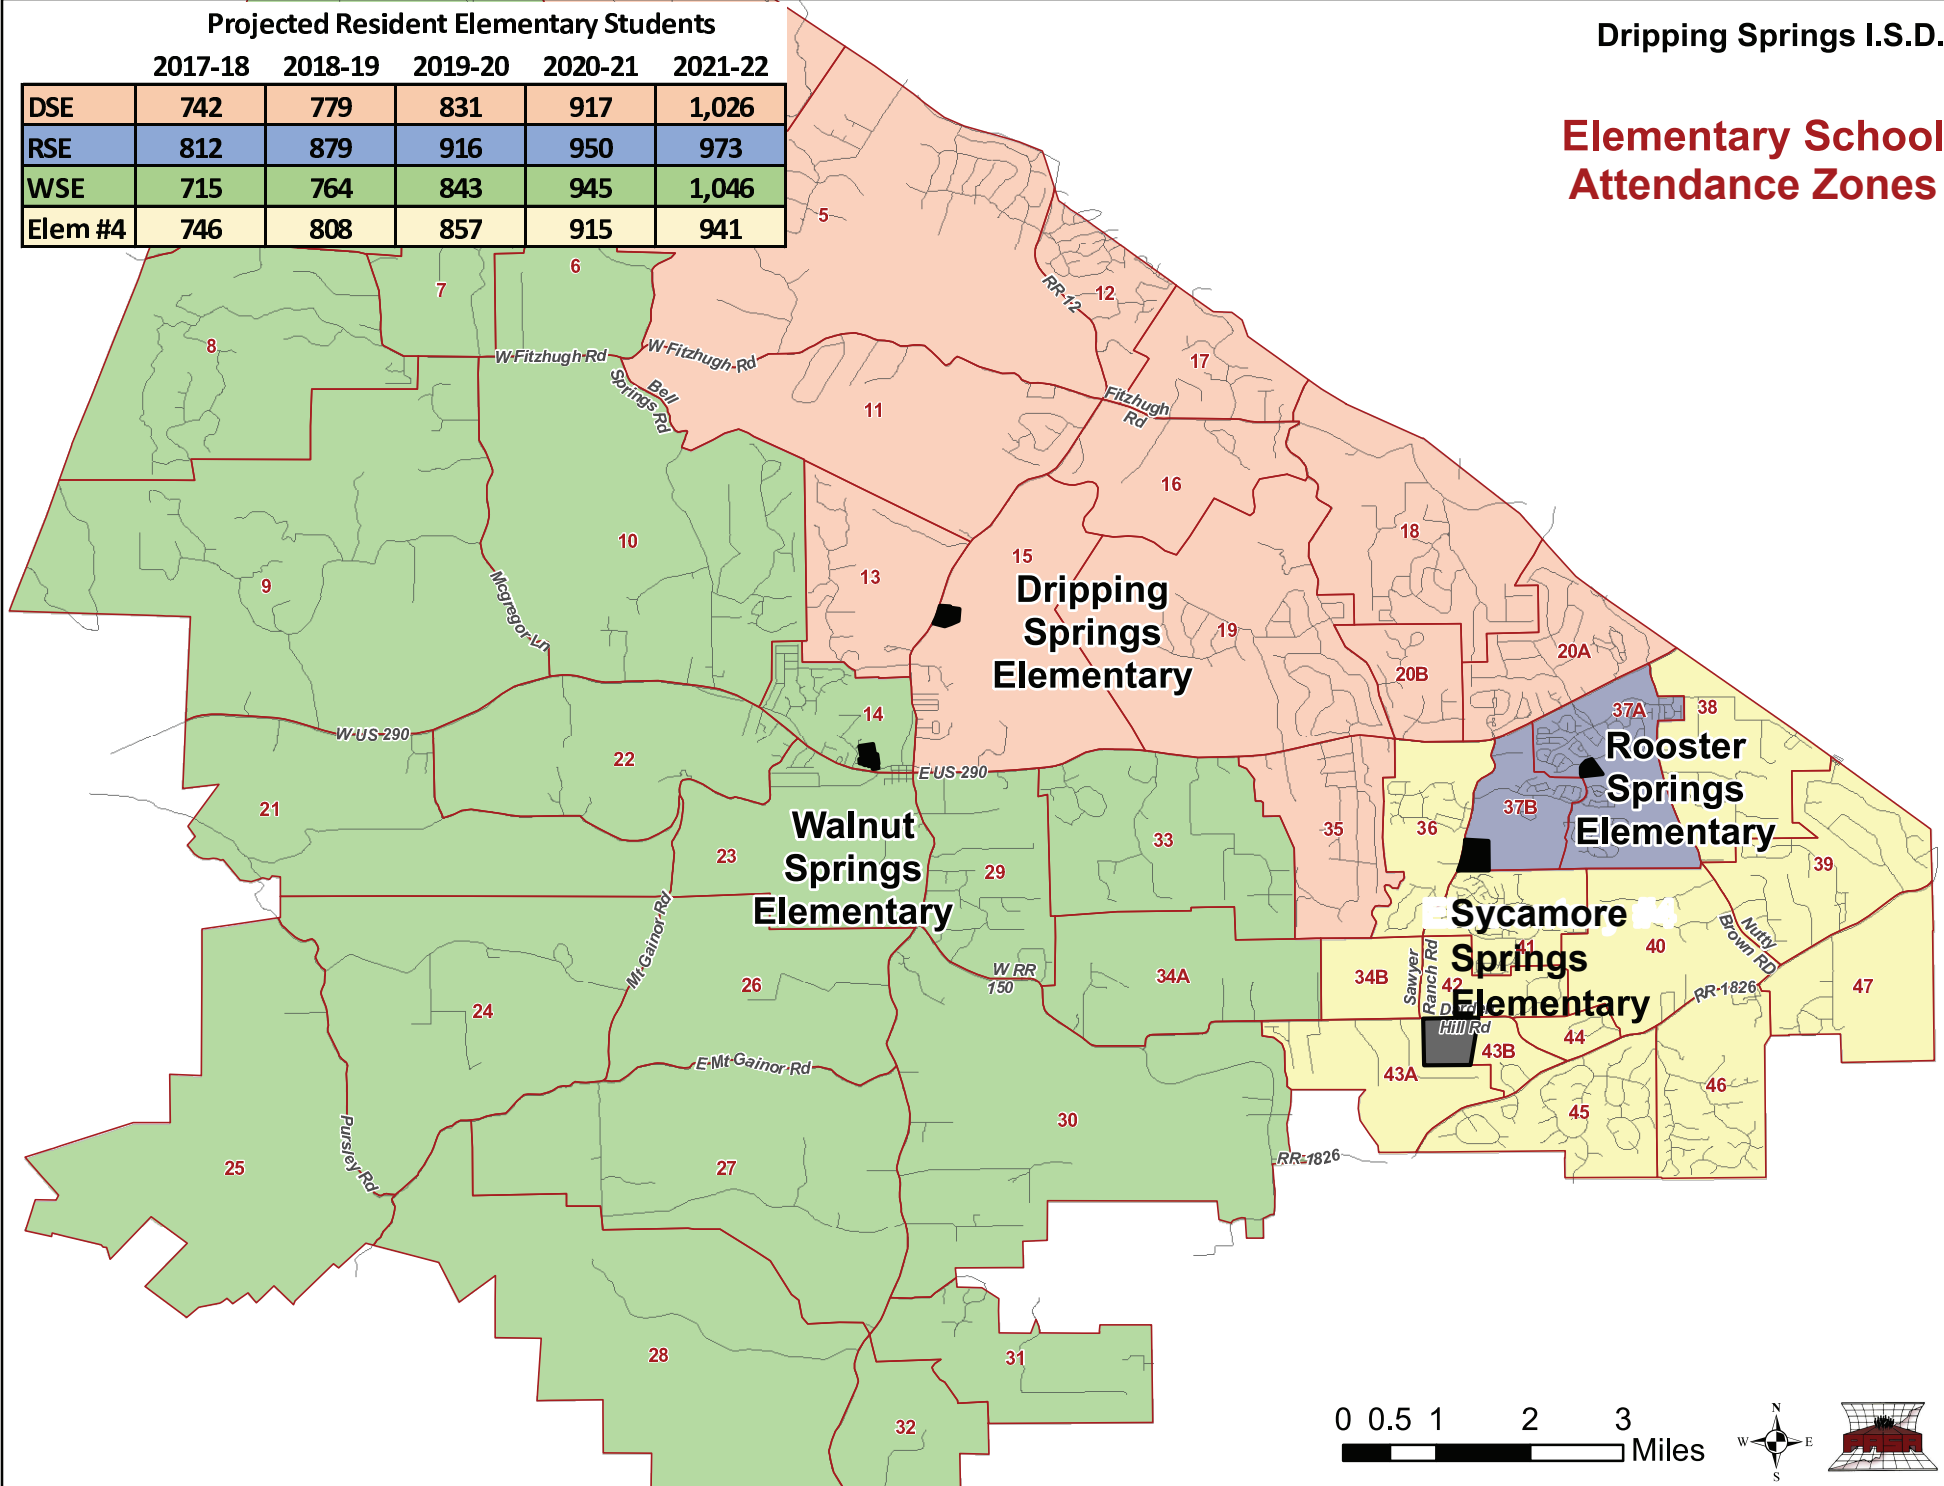 Projected Resident Elementary Students
2017-18 2018-19 2019-20 2020-21 2021-22
DSE 742 779 831 917 1,026
RSE 812 879 916 950 973
WSE 715 764 843 945 1,046
Elem #4 746 808 857 915 941
Dripping Springs I.S.D.
Elementary School
Attendance Zones
5
6
7
8
12
RR-12
17
W Fitzhugh Rd
W Fitzhugh Rd
Bell
Springs Rd
11
Fitzhugh
Rd
16
18
10
9
13
15
Dripping
Springs
Elementary
19
20A
20B
Mcgregor Ln
14
37A
38
Rooster
Springs
Elementary
W US 290
22
E US 290
21
37B
36
35
33
Walnut
Springs
Elementary
23
29
39
Sycamore #4
Springs
Elementary
41
40
Nutty
Brown RD
Mt Gainor Rd
W RR
150
34A
34B
Sawyer
Ranch Rd
42
47
RR 1826
26
24
Hill Rd
43B
44
43A
46
45
E Mt Gainor Rd
30
RR 1826
Pursley Rd
25
27
28
31
32
0 0.5 1 2 3
Miles
N
W E
S